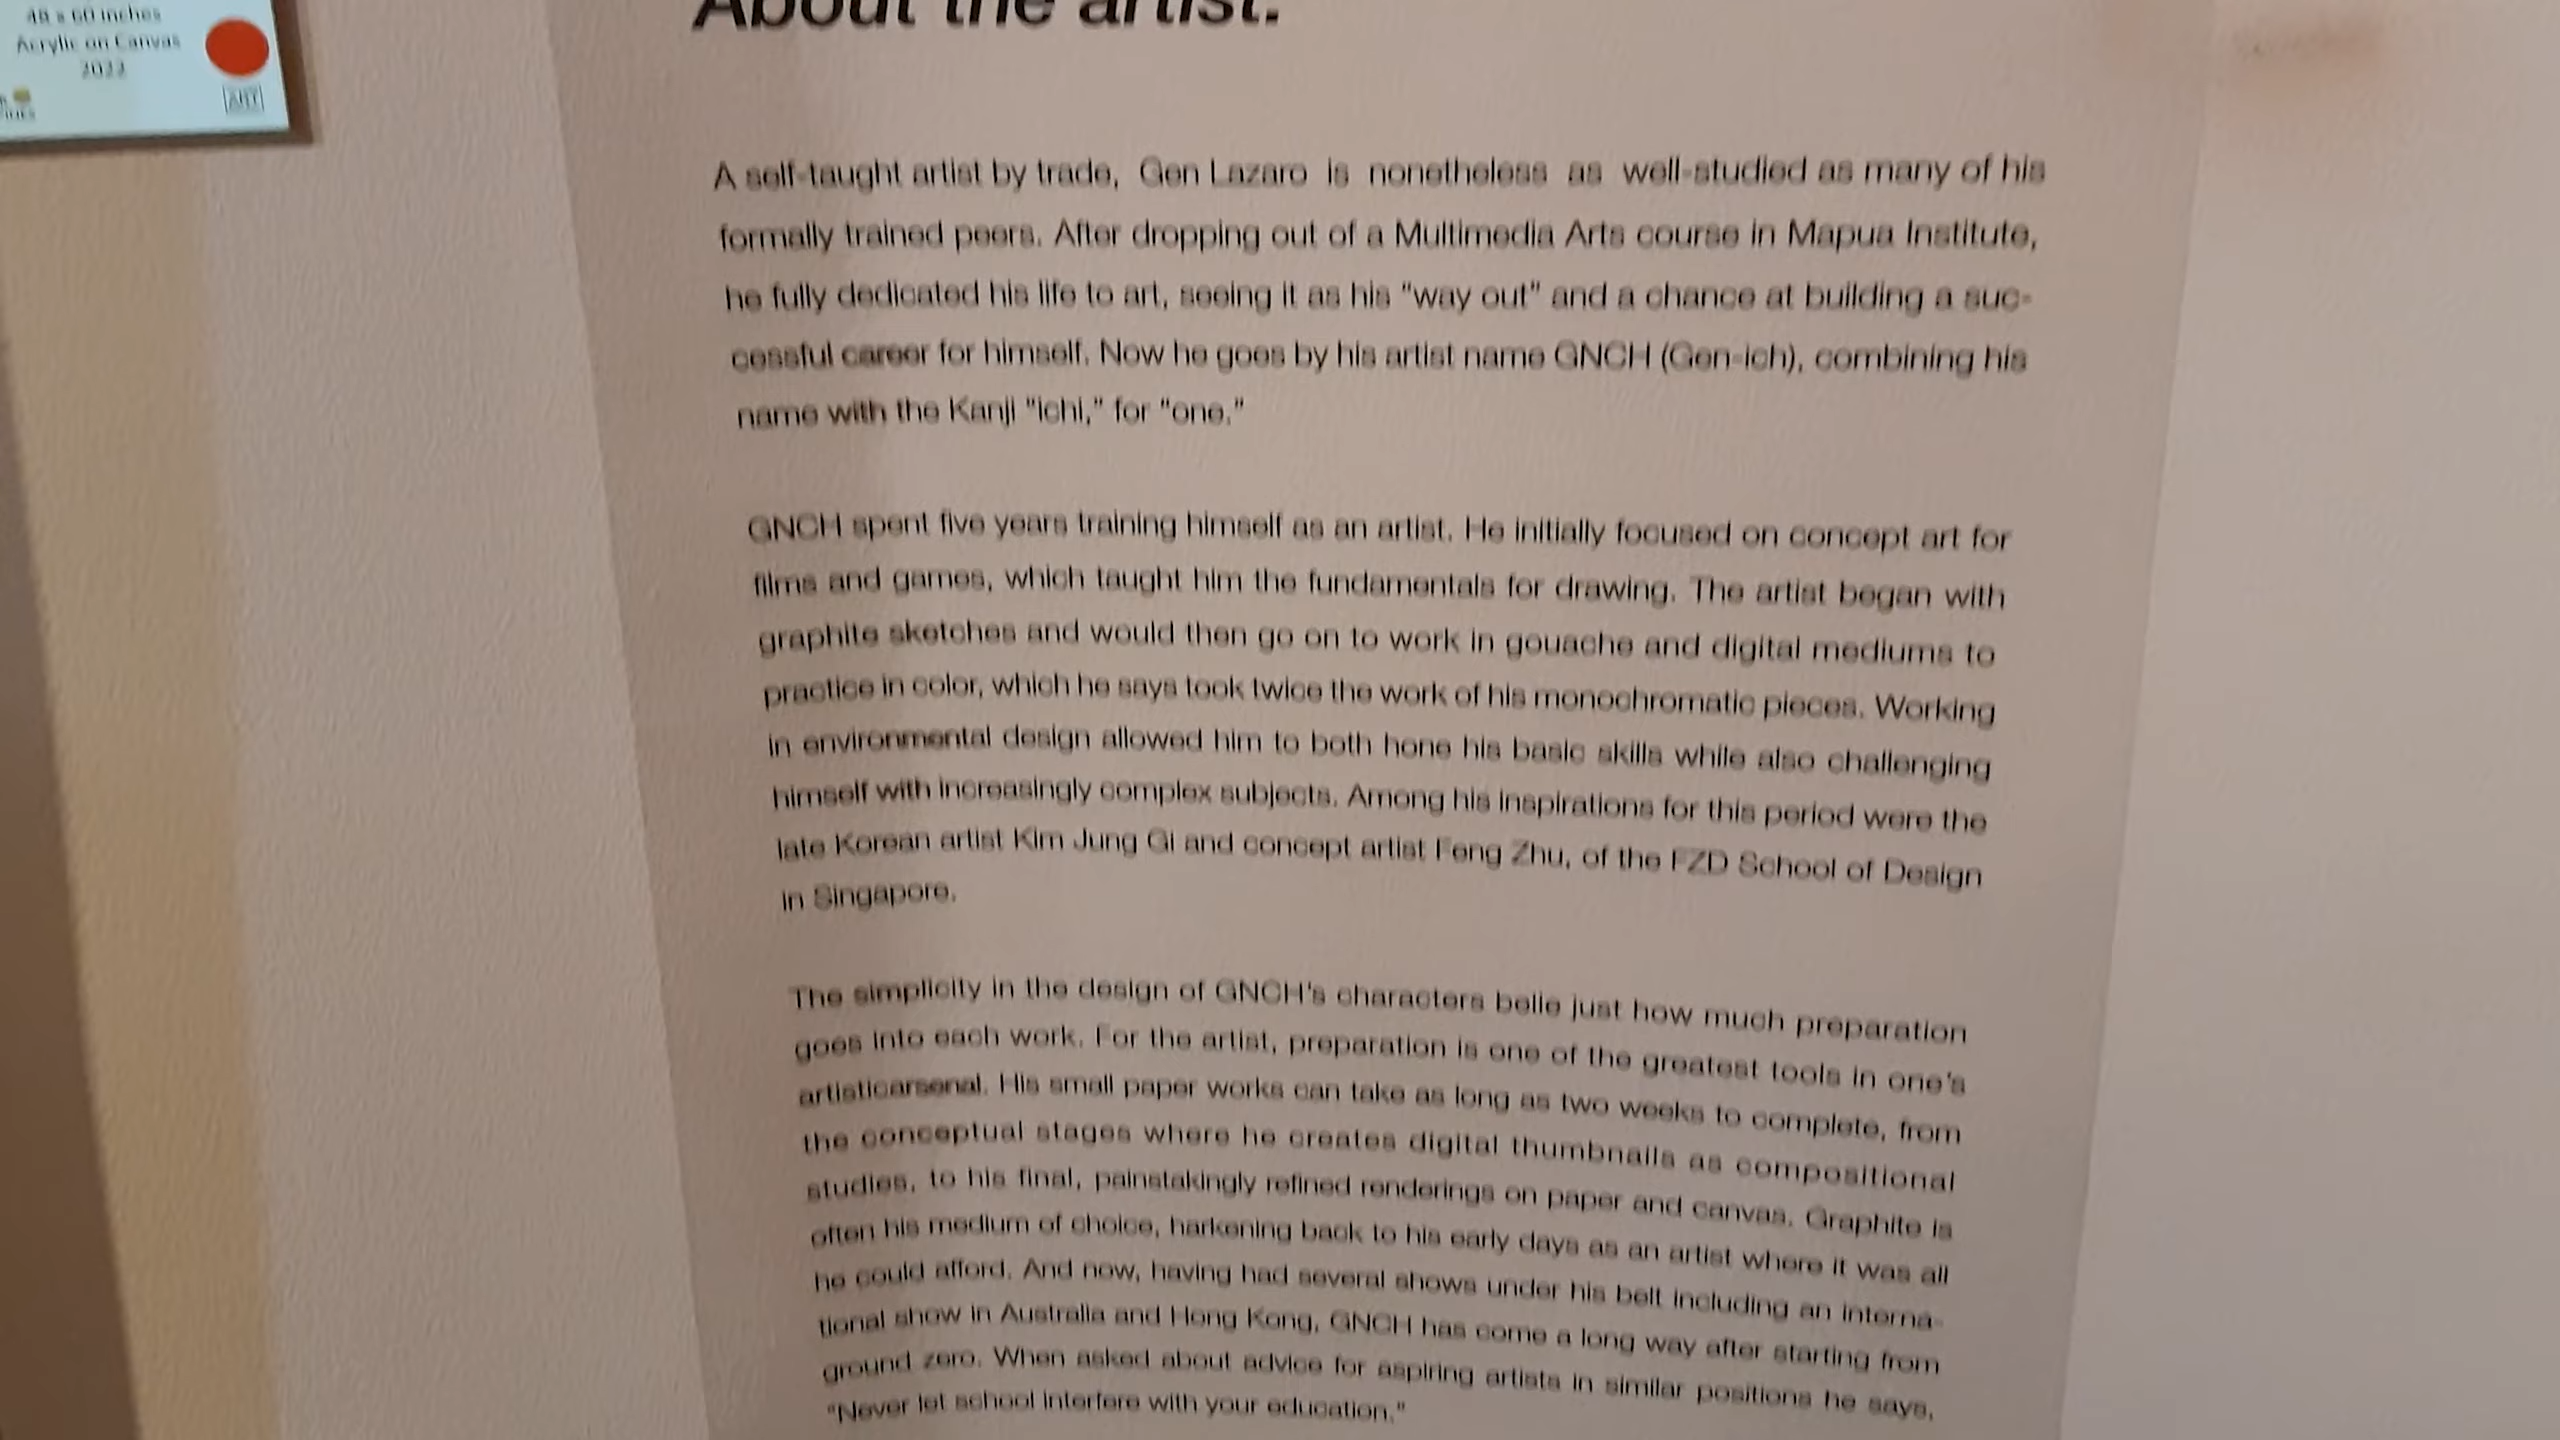 48 x 60 inches
Acrylic on Canvas
2022
ART
About the artist.
A self-taught artist by trade, Gen Lazaro is nonetheless as well-studied as many of his
formally trained peers. After dropping out of a Multimedia Arts course in Mapua Institute,
he fully dedicated his life to art, seeing it as his "way out" and a chance at building a suc-
cessful career for himself. Now he goes by his artist name GNCH (Gen-ich), combining his
name with the Kanji "ichi," for "one."
GNCH spent five years training himself as an artist. He initially focused on concept art for
films and games, which taught him the fundamentals for drawing. The artist began with
graphite sketches and would then go on to work in gouache and digital mediums to
practice in color, which he says took twice the work of his monochromatic pieces. Working
in environmental design allowed him to both hone his basic skills while also challenging
himself with increasingly complex subjects. Among his inspirations for this period were the
late Korean artist Kim Jung Gi and concept artist Feng Zhu, of the FZD School of Design
in Singapore.
The simplicity in the design of GNCH's characters belie just how much preparation
goes into each work. For the artist, preparation is one of the greatest tools in one's
artisticarsenal. His small paper works can take as long as two weeks to complete, from
the conceptual stages where he creates digital thumbnails as compositional
studies, to his final, painstakingly refined renderings on paper and canvas. Graphite is
often his medium of choice, harkening back to his early days as an artist where it was all
he could afford. And now, having had several shows under his belt including an interna-
tional show in Australia and Hong Kong, GNCH has come a long way after starting from
ground zero. When asked about advice for aspiring artists in similar positions he says,
"Never let school interfere with your education."